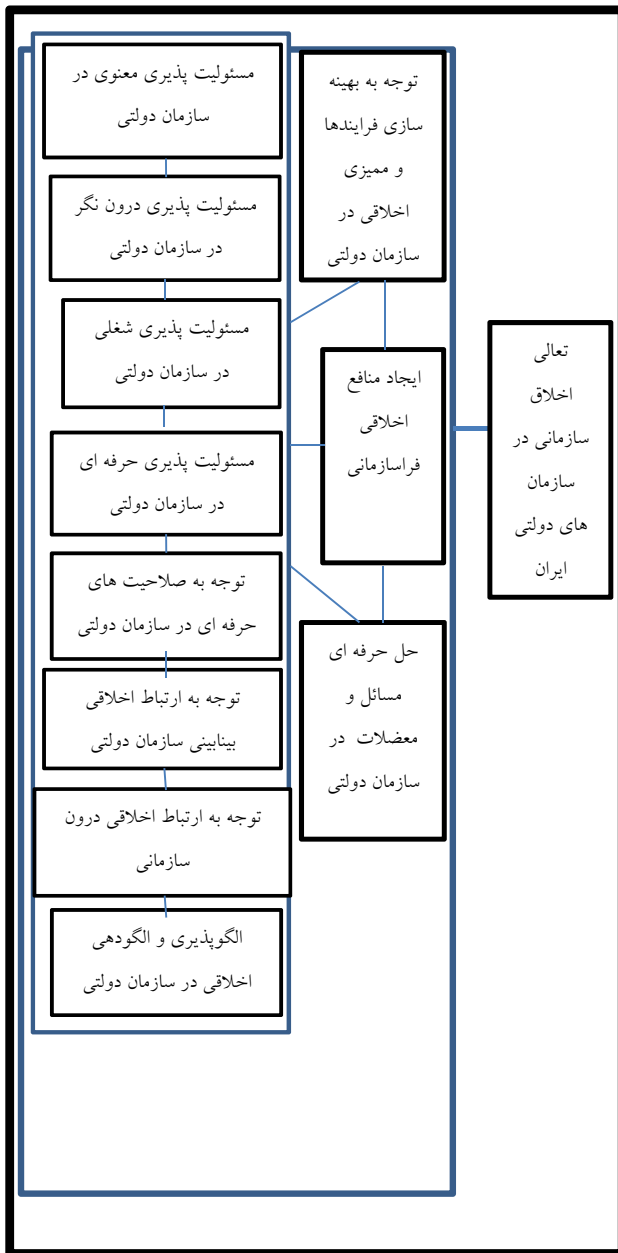 تعالی
اخلاق
سازمانی در
سازمان
های دولتی
ایران
توجه به بهینه
سازی فرایندها
و ممیزی
اخلاقی در
سازمان دولتی
ایجاد منافع
اخلاقی
فراسازمانی
حل حرفه ای
مسائل و
معضلات در
سازمان دولتی
مسئولیت پذیری معنوی در
سازمان دولتی
مسئولیت پذیری درون نگر
در سازمان دولتی
مسئولیت پذیری شغلی
در سازمان دولتی
مسئولیت پذیری حرفه ای
در سازمان دولتی
توجه به صلاحیت های
حرفه ای در سازمان دولتی
توجه به ارتباط اخلاقی
بینابینی سازمان دولتی
توجه به ارتباط اخلاقی درون
سازمانی
الگوپذیری و الگودهی
اخلاقی در سازمان دولتی